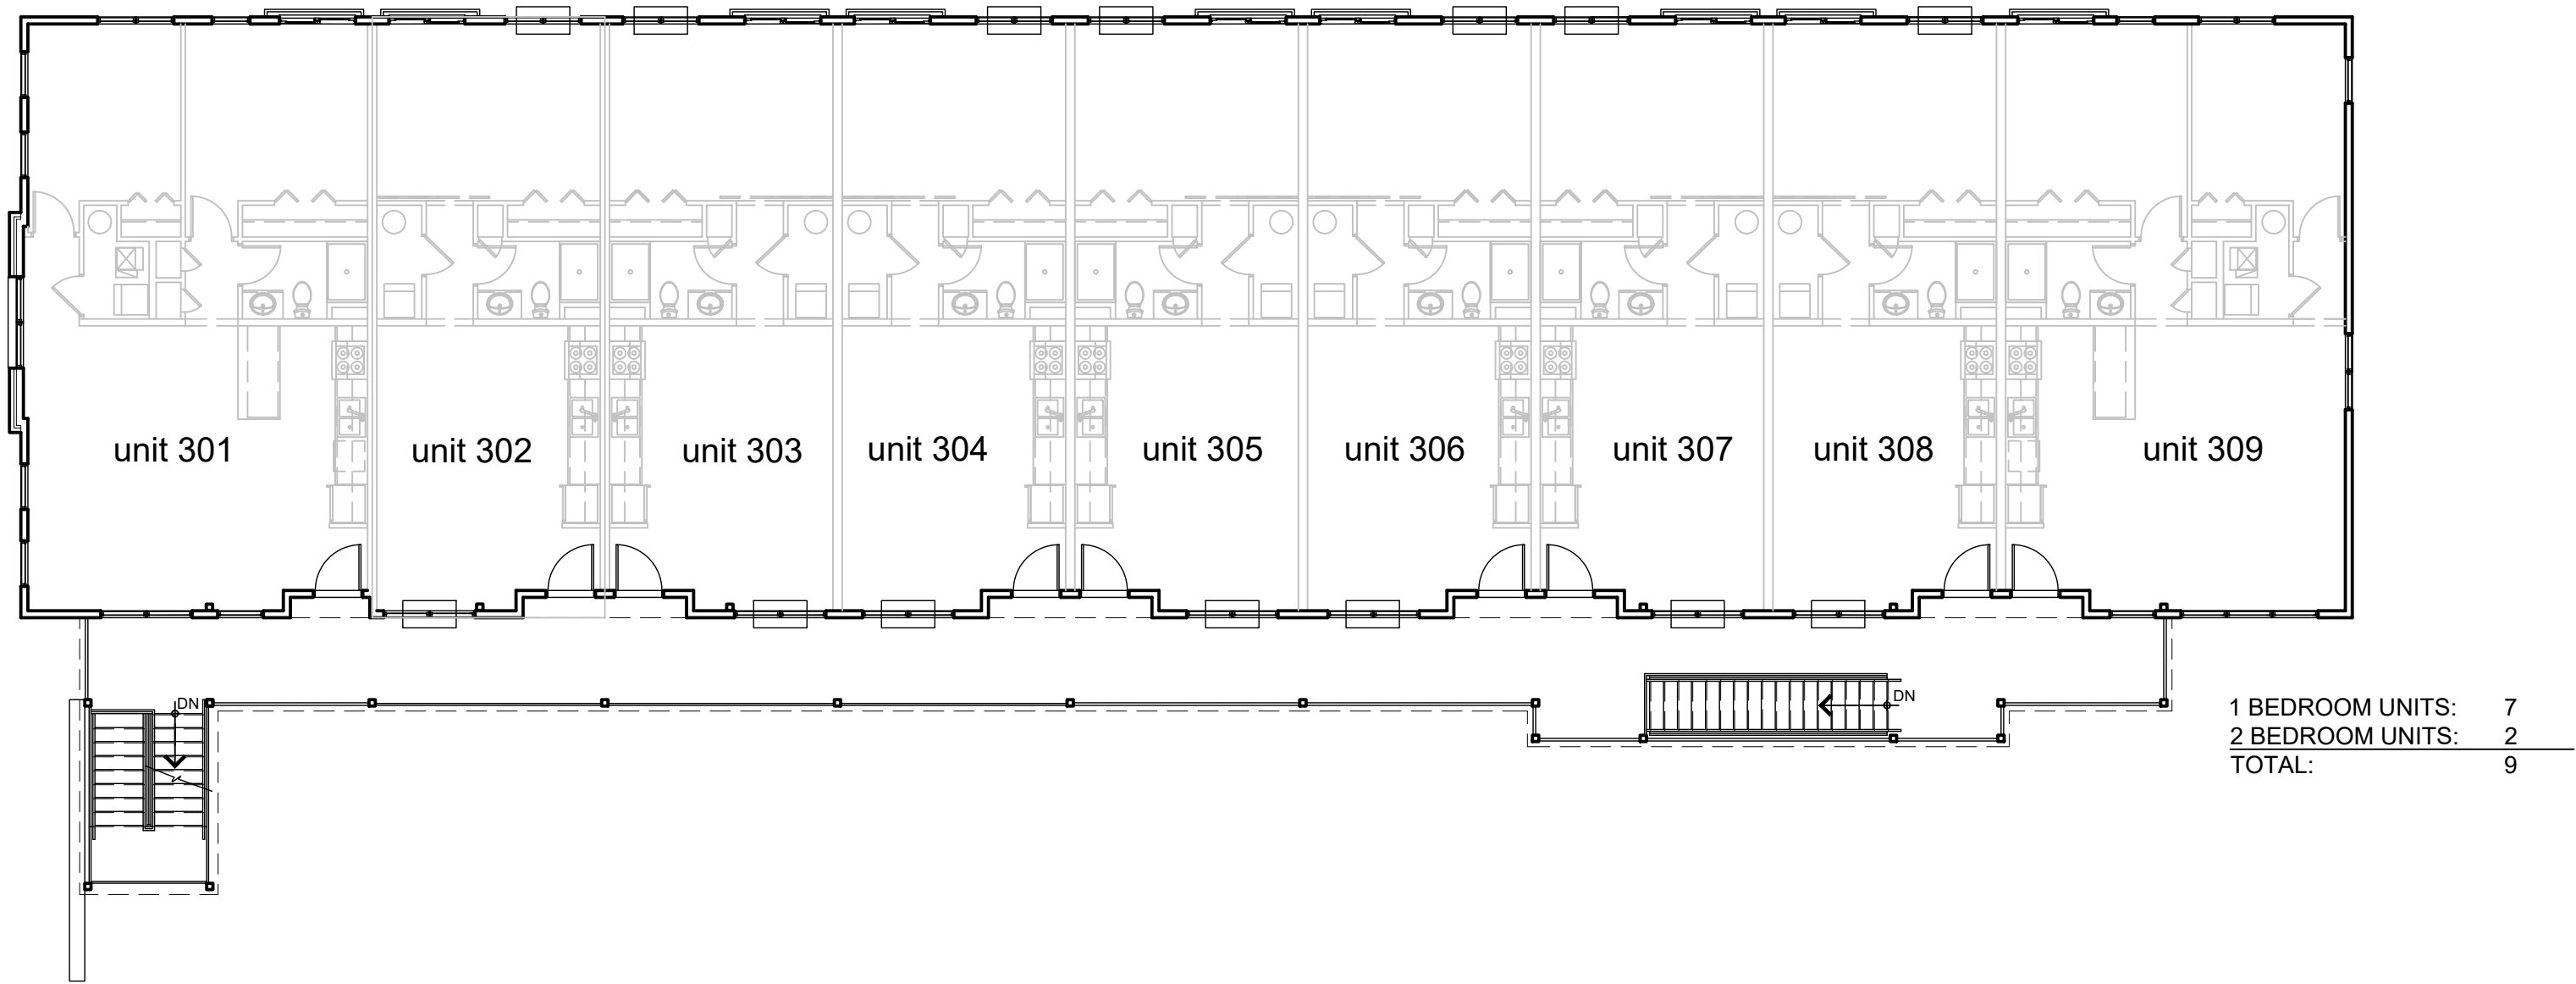 unit 301
unit 302
unit 303
unit 304
unit 305
unit 306
unit 307
unit 308
unit 309
DN
DN
1 BEDROOM UNITS: 7
2 BEDROOM UNITS: 2
TOTAL: 9